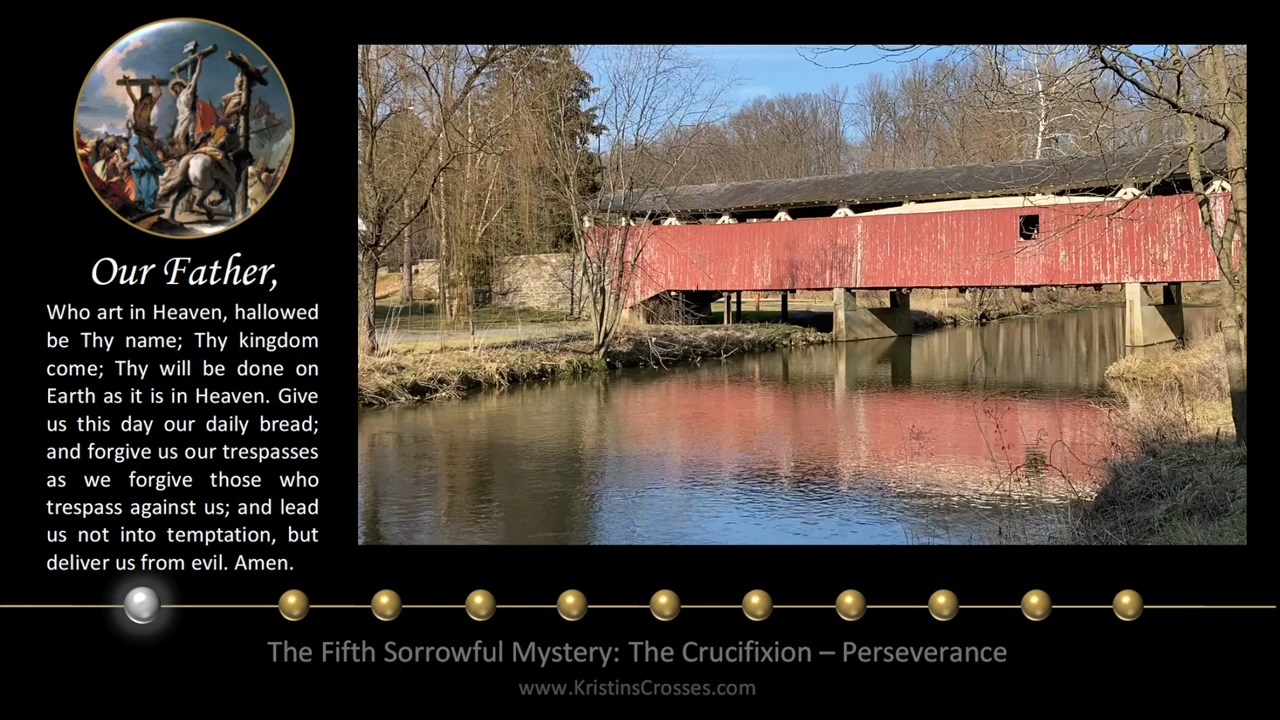 Our Father,
Who art in Heaven, hallowed
be Thy name; Thy kingdom
come; Thy will be done on
Earth as it is in Heaven. Give
us this day our daily bread;
and forgive us our trespasses
as we forgive those who
trespass against us; and lead
us not into temptation, but
deliver us from evil. Amen.
The Fifth Sorrowful Mystery: The Crucifixion – Perseverance
www.KristinsCrosses.com